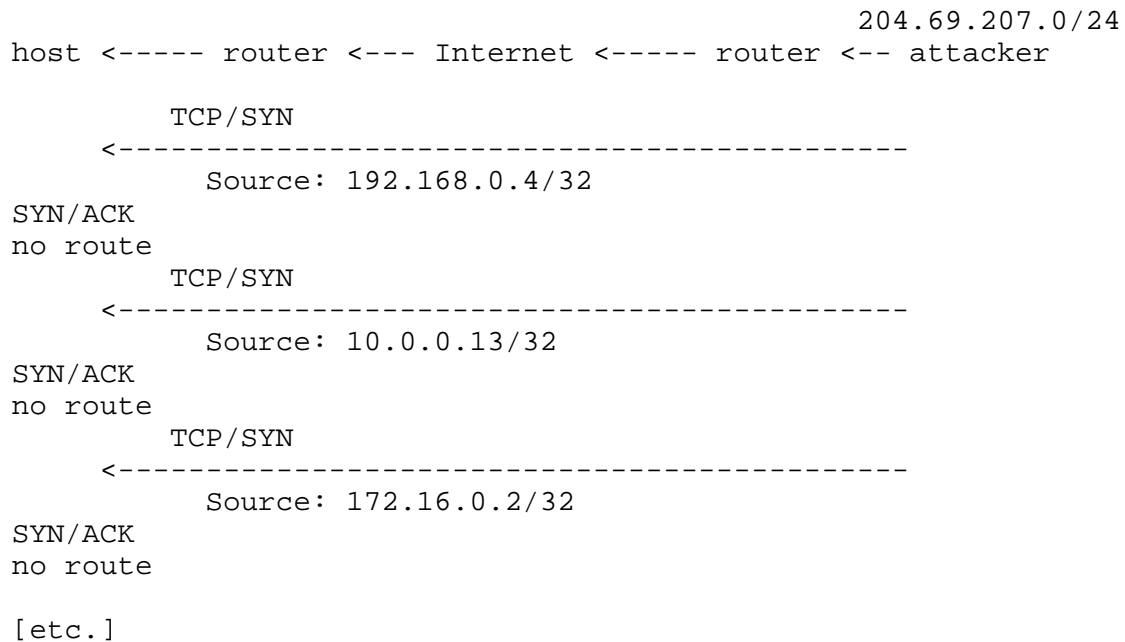 204.69.207.0/24
host <----- router <--- Internet <----- router <-- attacker
TCP/SYN
<---------------------------------------------
Source: 192.168.0.4/32
SYN/ACK
no route
TCP/SYN
<---------------------------------------------
Source: 10.0.0.13/32
SYN/ACK
no route
TCP/SYN
<---------------------------------------------
Source: 172.16.0.2/32
SYN/ACK
no route
[etc.]